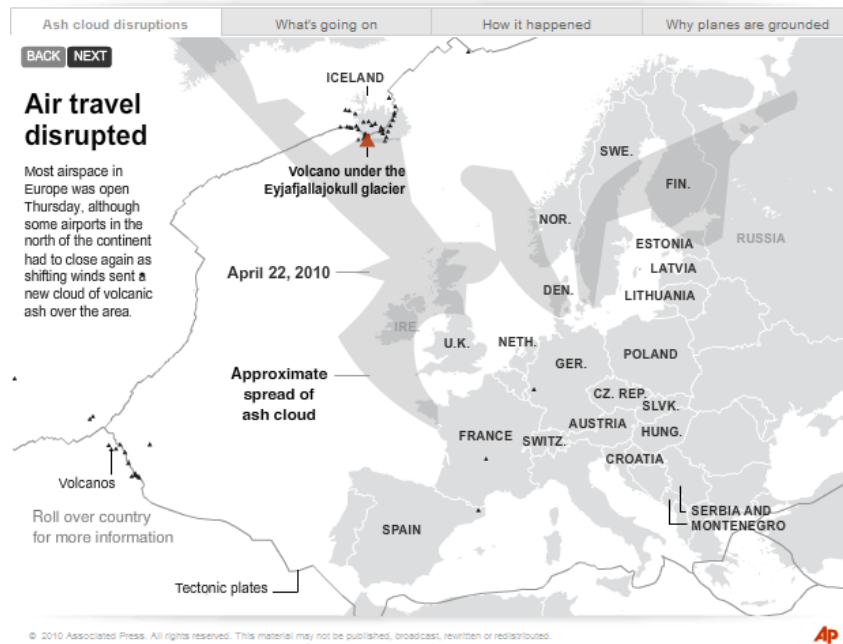 Ash cloud disruptions
What's going on
How it happened
Why planes are grounded
BACK NEXT
Air travel
disrupted
Most airspace in
Europe was open
Thursday, although
some airports in the
north of the continent
had to close again as
shifting winds sent a
new cloud of volcanic
ash over the area.
ICELAND
Volcano under the
Eyjafjallajokull glacier
SWE.
FIN.
NOR.
RUSSIA
ESTONIA
April 22, 2010
LATVIA
DEN.
LITHUANIA
IRE.
U.K.
NETH.
POLAND
GER.
Approximate
spread of
ash cloud
CZ. REP.
SLVK.
AUSTRIA
HUNG.
FRANCE
SWITZ.
CROATIA
Volcanos
SERBIA AND
MONTENEGRO
Roll over country
for more information
SPAIN
Tectonic plates
© 2010 Associated Press. All rights reserved. This material may not be published, broadcast, rewritten or redistributed.
AP